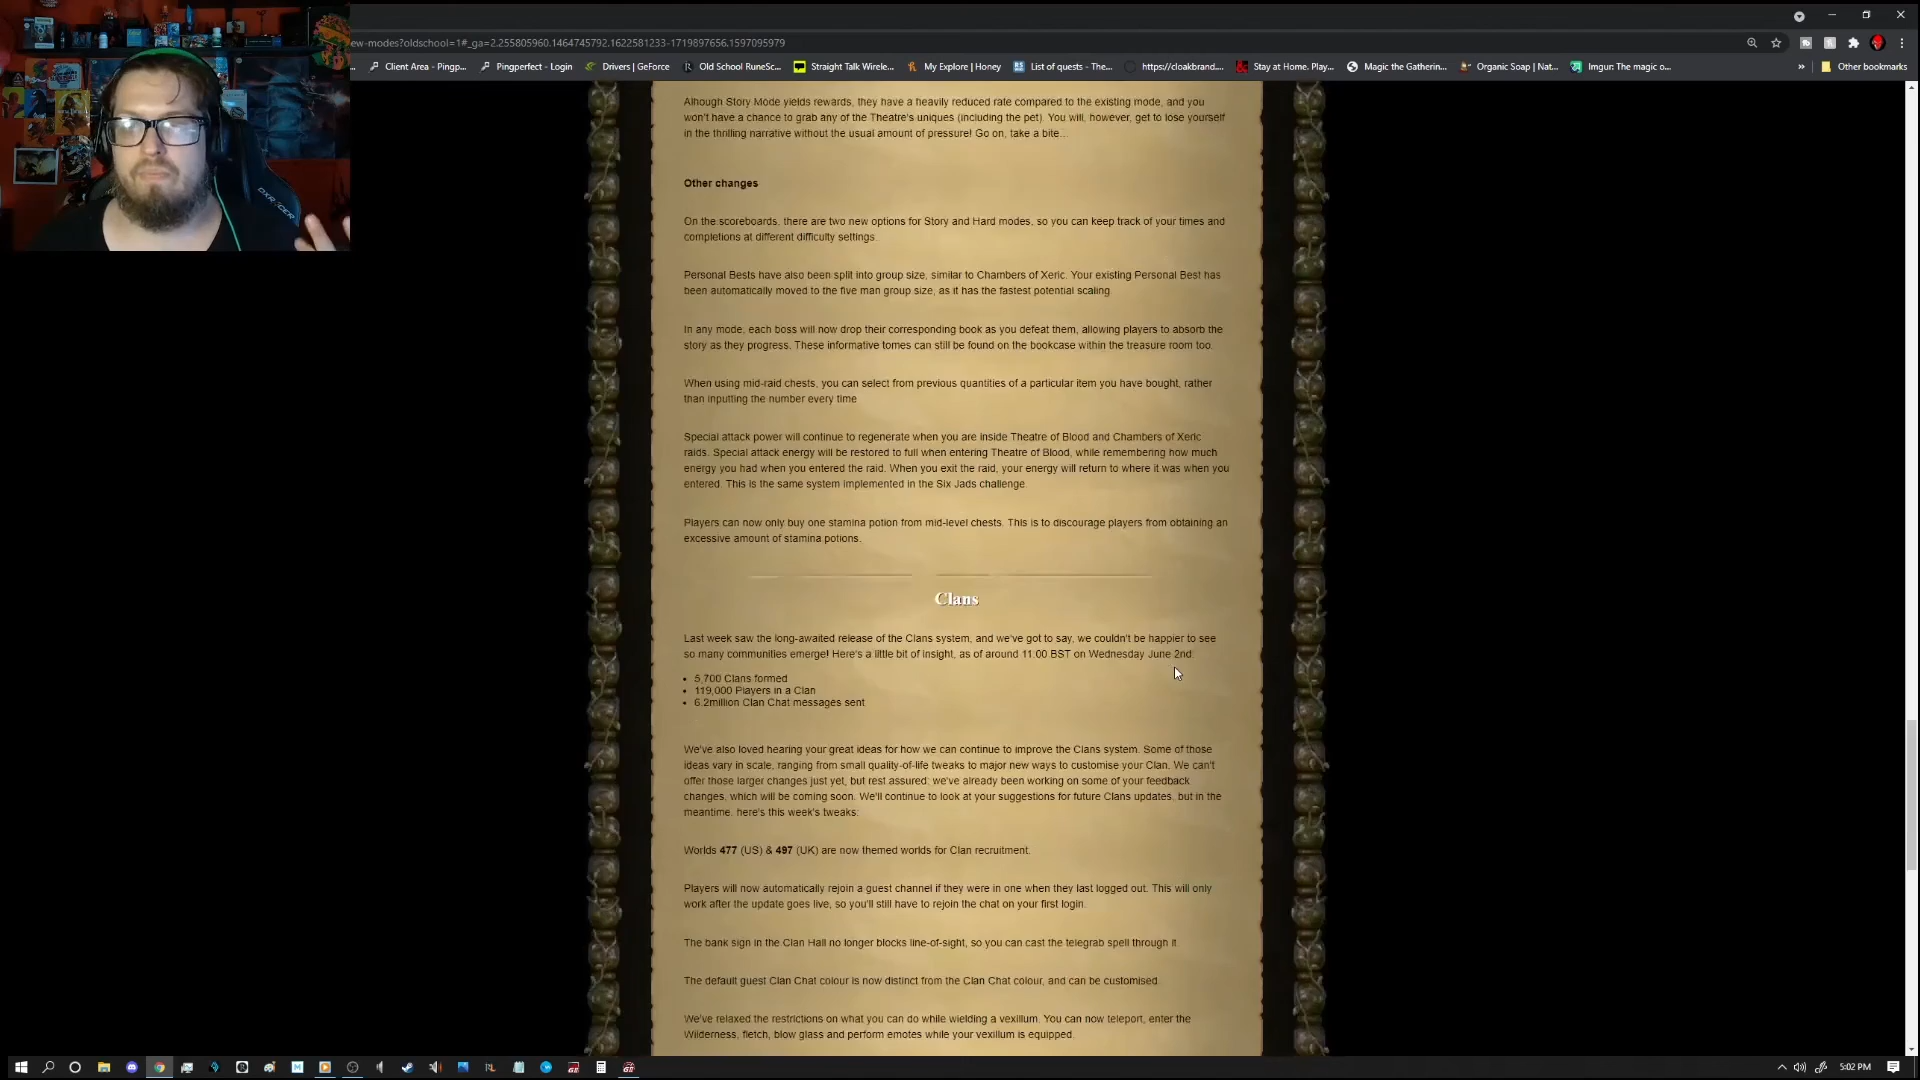 ew-modes?oldschool=1#_ga=2.255805960.1464745792.1622581233-1719897656.1597095979
Client Area - Pingp...
Pingperfect - Login
Drivers | GeForce
Old School RuneSc...
Straight Talk Wirele...
My Explore | Honey
List of quests - The...
https://cloakbrand....
Stay at Home. Play...
Magic the Gatherin...
Organic Soap | Nat...
Imgur: The magic o...
»
Other bookmarks
Alhough Story Mode yields rewards, they have a heavily reduced rate compared to the existing mode, and you
won't have a chance to grab any of the Theatre's uniques (including the pet). You will, however, get to lose yourself
in the thrilling narrative without the usual amount of pressure! Go on, take a bite...
Other changes
On the scoreboards, there are two new options for Story and Hard modes, so you can keep track of your times and
completions at different difficulty settings.
Personal Bests have also been split into group size, similar to Chambers of Xeric. Your existing Personal Best has
been automatically moved to the five man group size, as it has the fastest potential scaling.
In any mode, each boss will now drop their corresponding book as you defeat them, allowing players to absorb the
story as they progress. These informative tomes can still be found on the bookcase within the treasure room too.
When using mid-raid chests, you can select from previous quantities of a particular item you have bought, rather
than inputting the number every time
Special attack power will continue to regenerate when you are inside Theatre of Blood and Chambers of Xeric
raids. Special attack energy will be restored to full when entering Theatre of Blood, while remembering how much
energy you had when you entered the raid. When you exit the raid, your energy will return to where it was when you
entered. This is the same system implemented in the Six Jads challenge.
Players can now only buy one stamina potion from mid-level chests. This is to discourage players from obtaining an
excessive amount of stamina potions.
Clans
Last week saw the long-awaited release of the Clans system, and we've got to say, we couldn't be happier to see
so many communities emerge! Here's a little bit of insight, as of around 11:00 BST on Wednesday June 2nd:
• 5,700 Clans formed
• 119,000 Players in a Clan
• 6.2million Clan Chat messages sent
We've also loved hearing your great ideas for how we can continue to improve the Clans system. Some of those
ideas vary in scale, ranging from small quality-of-life tweaks to major new ways to customise your Clan. We can't
offer those larger changes just yet, but rest assured: we've already been working on some of your feedback
changes, which will be coming soon. We'll continue to look at your suggestions for future Clans updates, but in the
meantime, here's this week's tweaks:
Worlds 477 (US) & 497 (UK) are now themed worlds for Clan recruitment.
Players will now automatically rejoin a guest channel if they were in one when they last logged out. This will only
work after the update goes live, so you'll still have to rejoin the chat on your first login.
The bank sign in the Clan Hall no longer blocks line-of-sight, so you can cast the telegrab spell through it.
The default guest Clan Chat colour is now distinct from the Clan Chat colour, and can be customised.
We've relaxed the restrictions on what you can do while wielding a vexillum. You can now teleport, enter the
Wilderness, fletch, blow glass and perform emotes while your vexillum is equipped.
DXRACER
5:02 PM